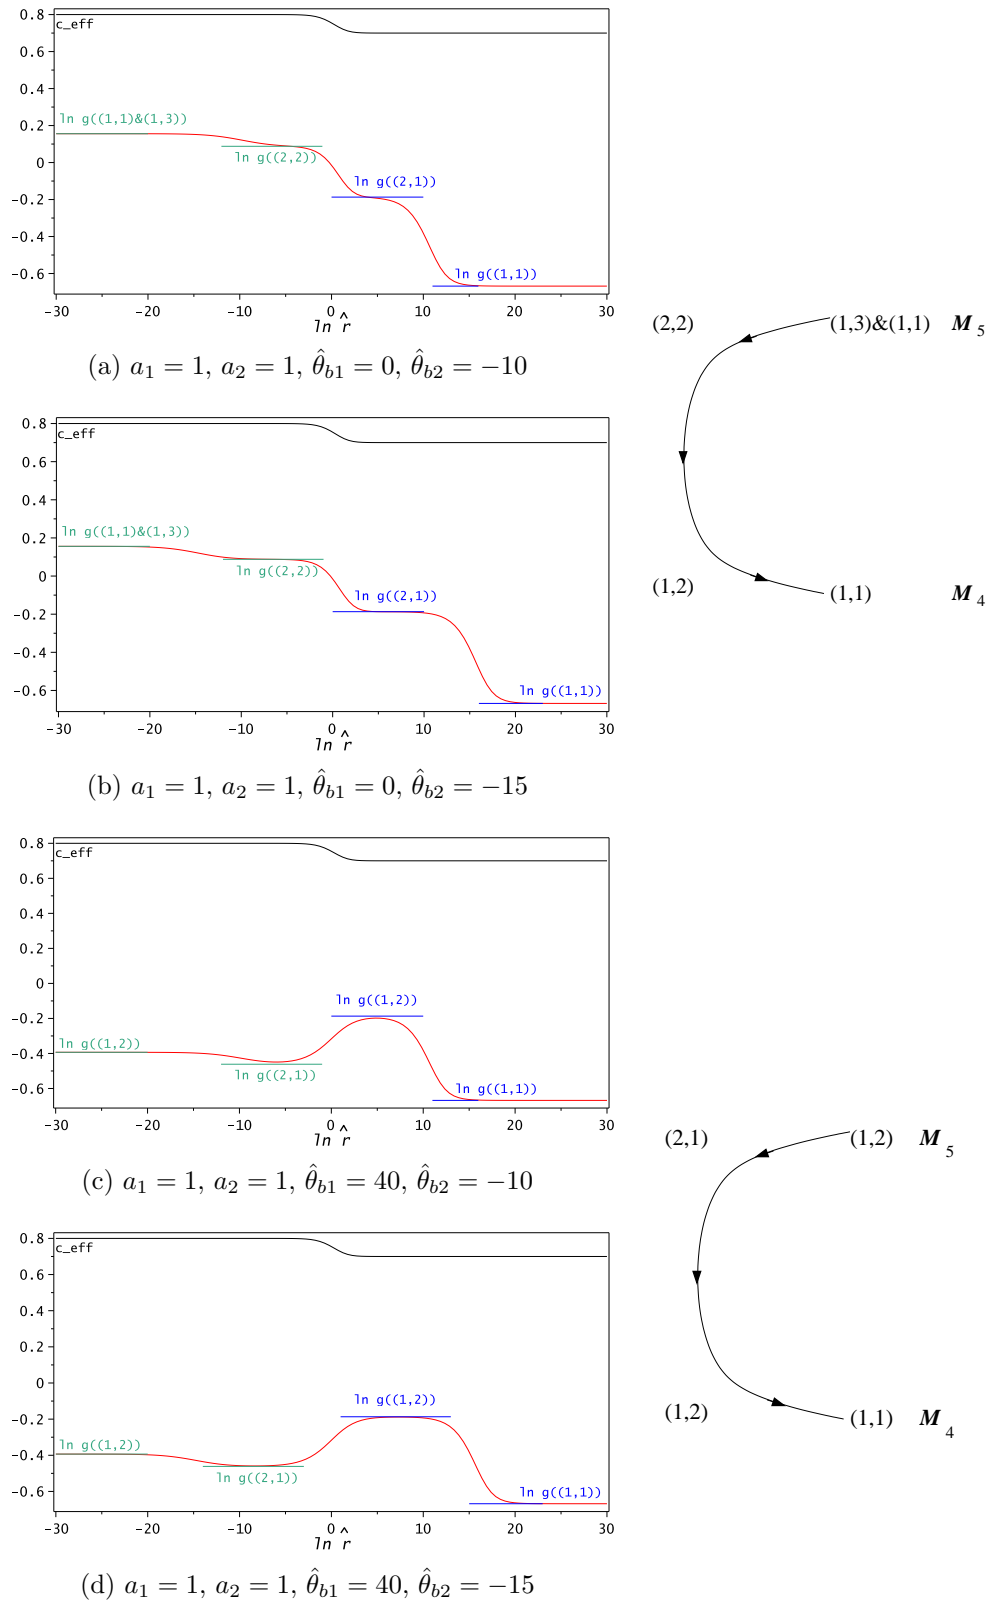 0.8
c_eff
0.6
0.4
0.2
ln g((1,1)&(1,3))
0
ln g((2,2))
ln g((2,1))
-0.2
-0.4
-0.6
ln g((1,1))
-30 -20 -10 0 10 20 30
ln r̂
(a) a₁ = 1, a₂ = 1, θ̂_b1 = 0, θ̂_b2 = −10
0.8
c_eff
0.6
0.4
0.2
ln g((1,1)&(1,3))
0
ln g((2,2))
ln g((2,1))
-0.2
-0.4
-0.6
ln g((1,1))
-30 -20 -10 0 10 20 30
ln r̂
(b) a₁ = 1, a₂ = 1, θ̂_b1 = 0, θ̂_b2 = −15
(2,2) (1,3)&(1,1) M₅
(1,2) (1,1) M₄
0.8
c_eff
0.6
0.4
0.2
0
ln g((1,2))
-0.2
ln g((1,2))
-0.4
ln g((2,1))
-0.6
ln g((1,1))
-30 -20 -10 0 10 20 30
ln r̂
(c) a₁ = 1, a₂ = 1, θ̂_b1 = 40, θ̂_b2 = −10
0.8
c_eff
0.6
0.4
0.2
0
ln g((1,2))
-0.2
ln g((1,2))
-0.4
ln g((2,1))
-0.6
ln g((1,1))
-30 -20 -10 0 10 20 30
ln r̂
(d) a₁ = 1, a₂ = 1, θ̂_b1 = 40, θ̂_b2 = −15
(2,1) (1,2) M₅
(1,2) (1,1) M₄